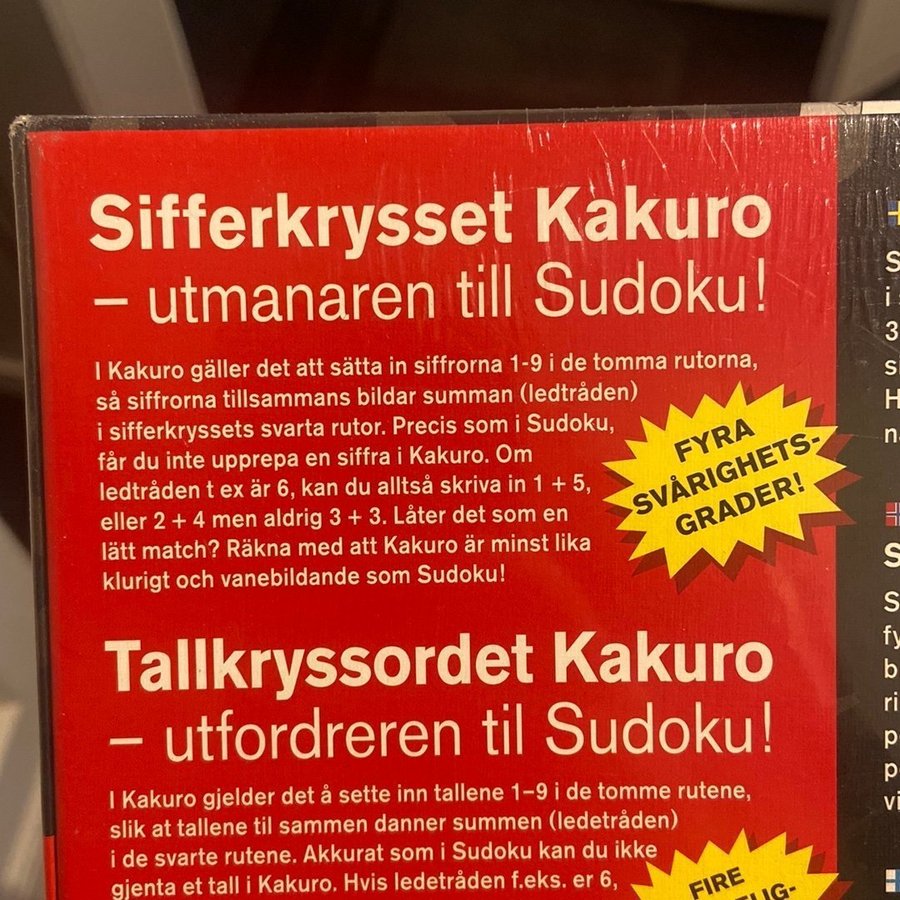 Sifferkrysset Kakuro
– utmanaren till Sudoku!
I Kakuro gäller det att sätta in siffrorna 1-9 i de tomma rutorna,
så siffrorna tillsammans bildar summan (ledtråden)
i sifferkryssets svarta rutor. Precis som i Sudoku,
får du inte upprepa en siffra i Kakuro. Om
ledtråden t ex är 6, kan du alltså skriva in 1 + 5,
eller 2 + 4 men aldrig 3 + 3. Låter det som en
lätt match? Räkna med att Kakuro är minst lika
klurigt och vanebildande som Sudoku!
FYRA
SVÅRIGHETS-
GRADER!
Tallkryssordet Kakuro
– utfordreren til Sudoku!
I Kakuro gjelder det å sette inn tallene 1–9 i de tomme rutene,
slik at tallene til sammen danner summen (ledetråden)
i de svarte rutene. Akkurat som i Sudoku kan du ikke
gjenta et tall i Kakuro. Hvis ledetråden f.eks. er 6,
FIRE